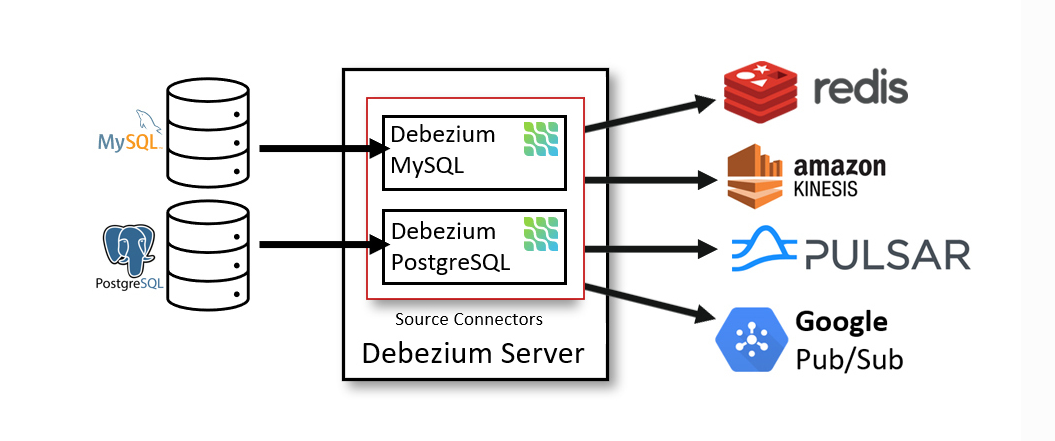 MySQL
PostgreSQL
Debezium
MySQL
Debezium
PostgreSQL
Source Connectors
Debezium Server
redis
amazon
KINESIS
PULSAR
Google
Pub/Sub